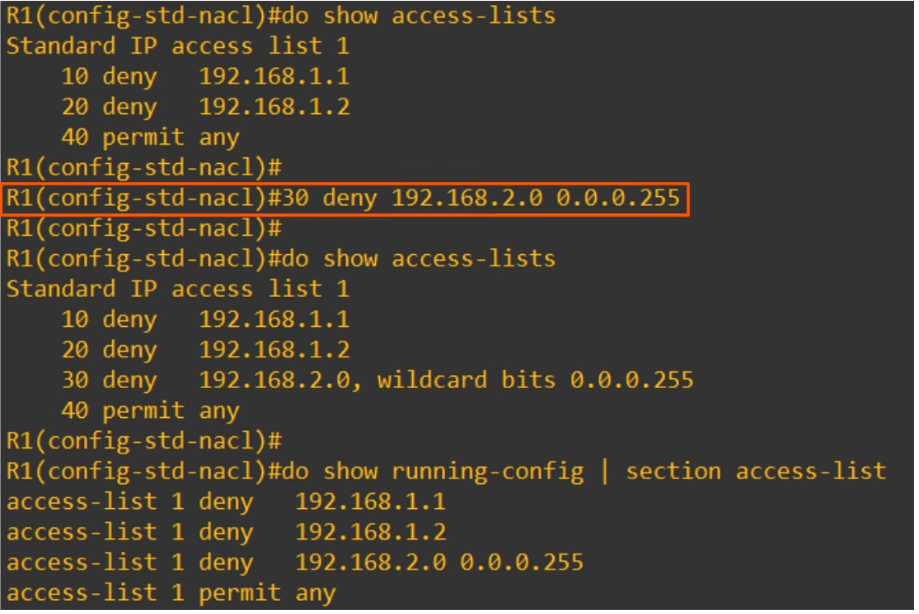 R1(config-std-nacl)#do show access-lists
Standard IP access list 1
    10 deny   192.168.1.1
    20 deny   192.168.1.2
    40 permit any
R1(config-std-nacl)#
R1(config-std-nacl)#30 deny 192.168.2.0 0.0.0.255
R1(config-std-nacl)#
R1(config-std-nacl)#do show access-lists
Standard IP access list 1
    10 deny   192.168.1.1
    20 deny   192.168.1.2
    30 deny   192.168.2.0, wildcard bits 0.0.0.255
    40 permit any
R1(config-std-nacl)#
R1(config-std-nacl)#do show running-config | section access-list
access-list 1 deny   192.168.1.1
access-list 1 deny   192.168.1.2
access-list 1 deny   192.168.2.0 0.0.0.255
access-list 1 permit any